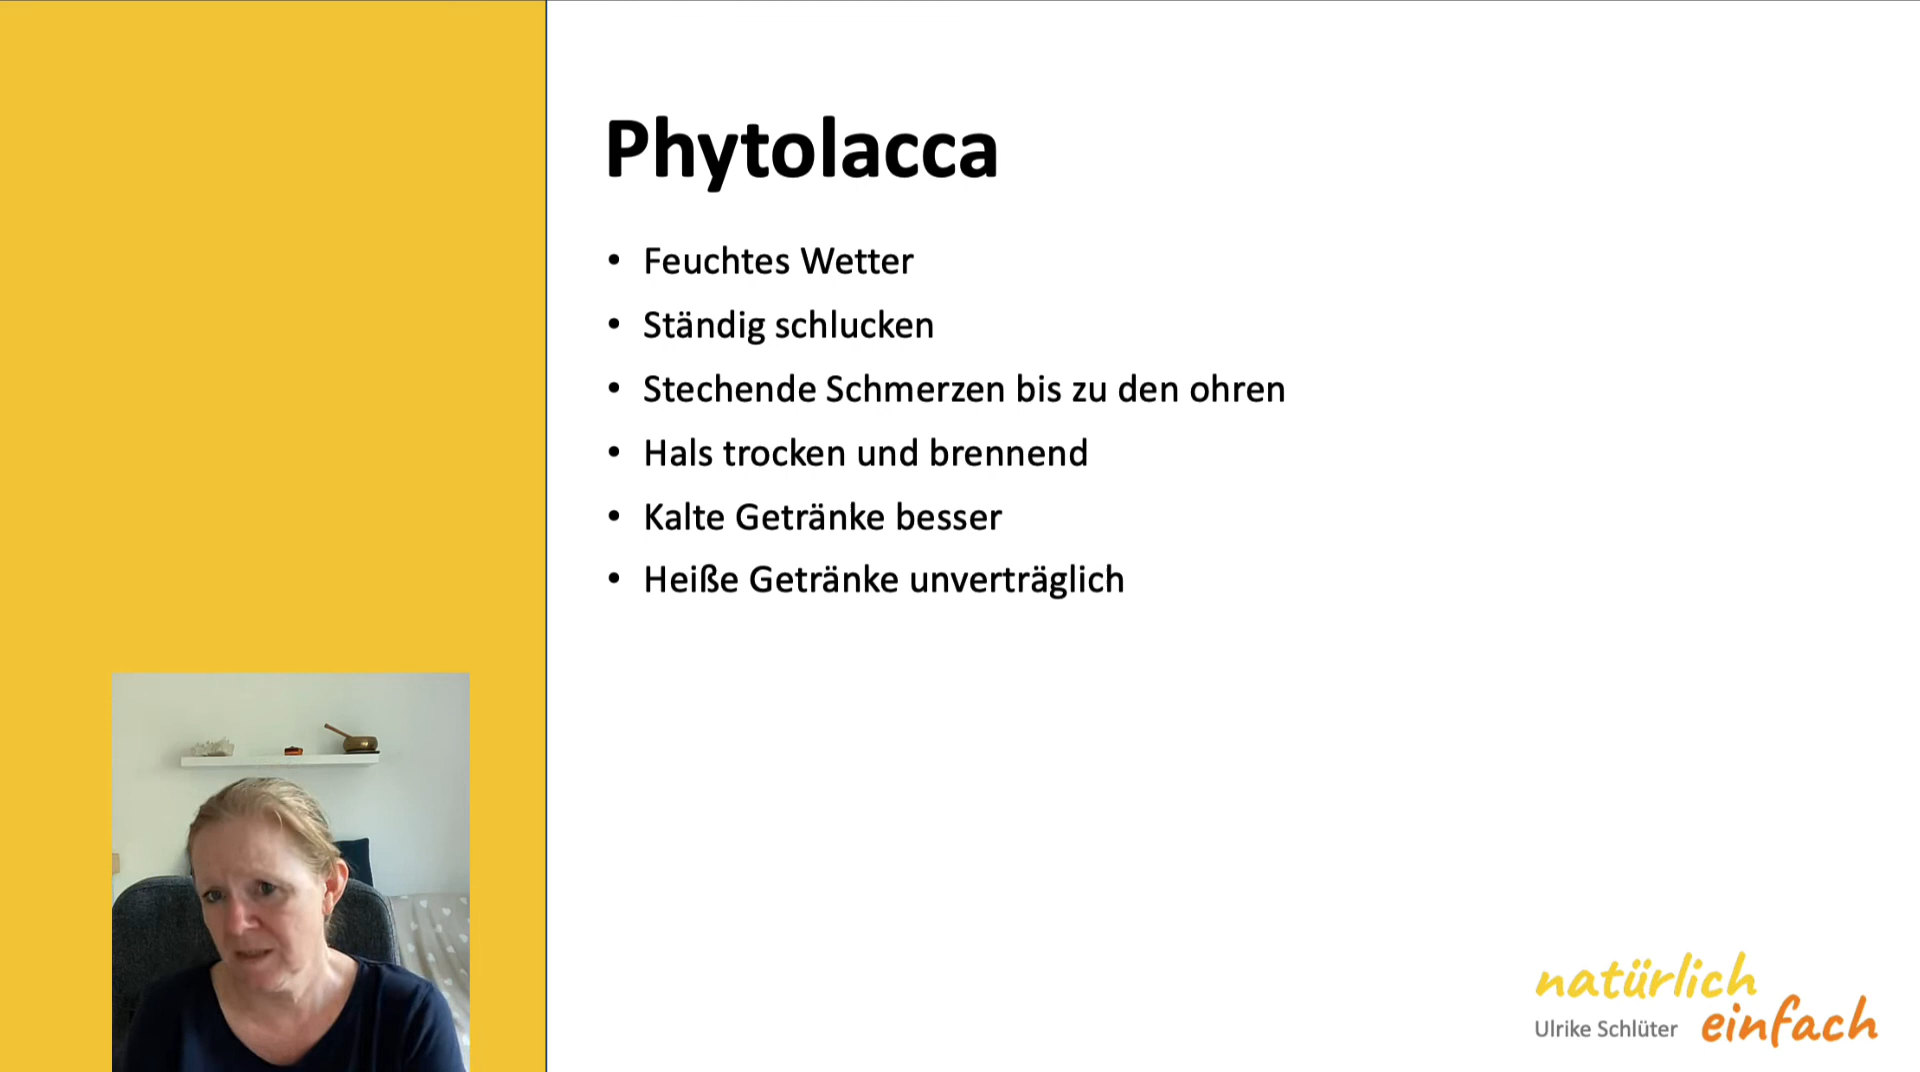 Phytolacca
• Feuchtes Wetter
• Ständig schlucken
• Stechende Schmerzen bis zu den ohren
• Hals trocken und brennend
• Kalte Getränke besser
• Heiße Getränke unverträglich
natürlich
Ulrike Schlüter einfach